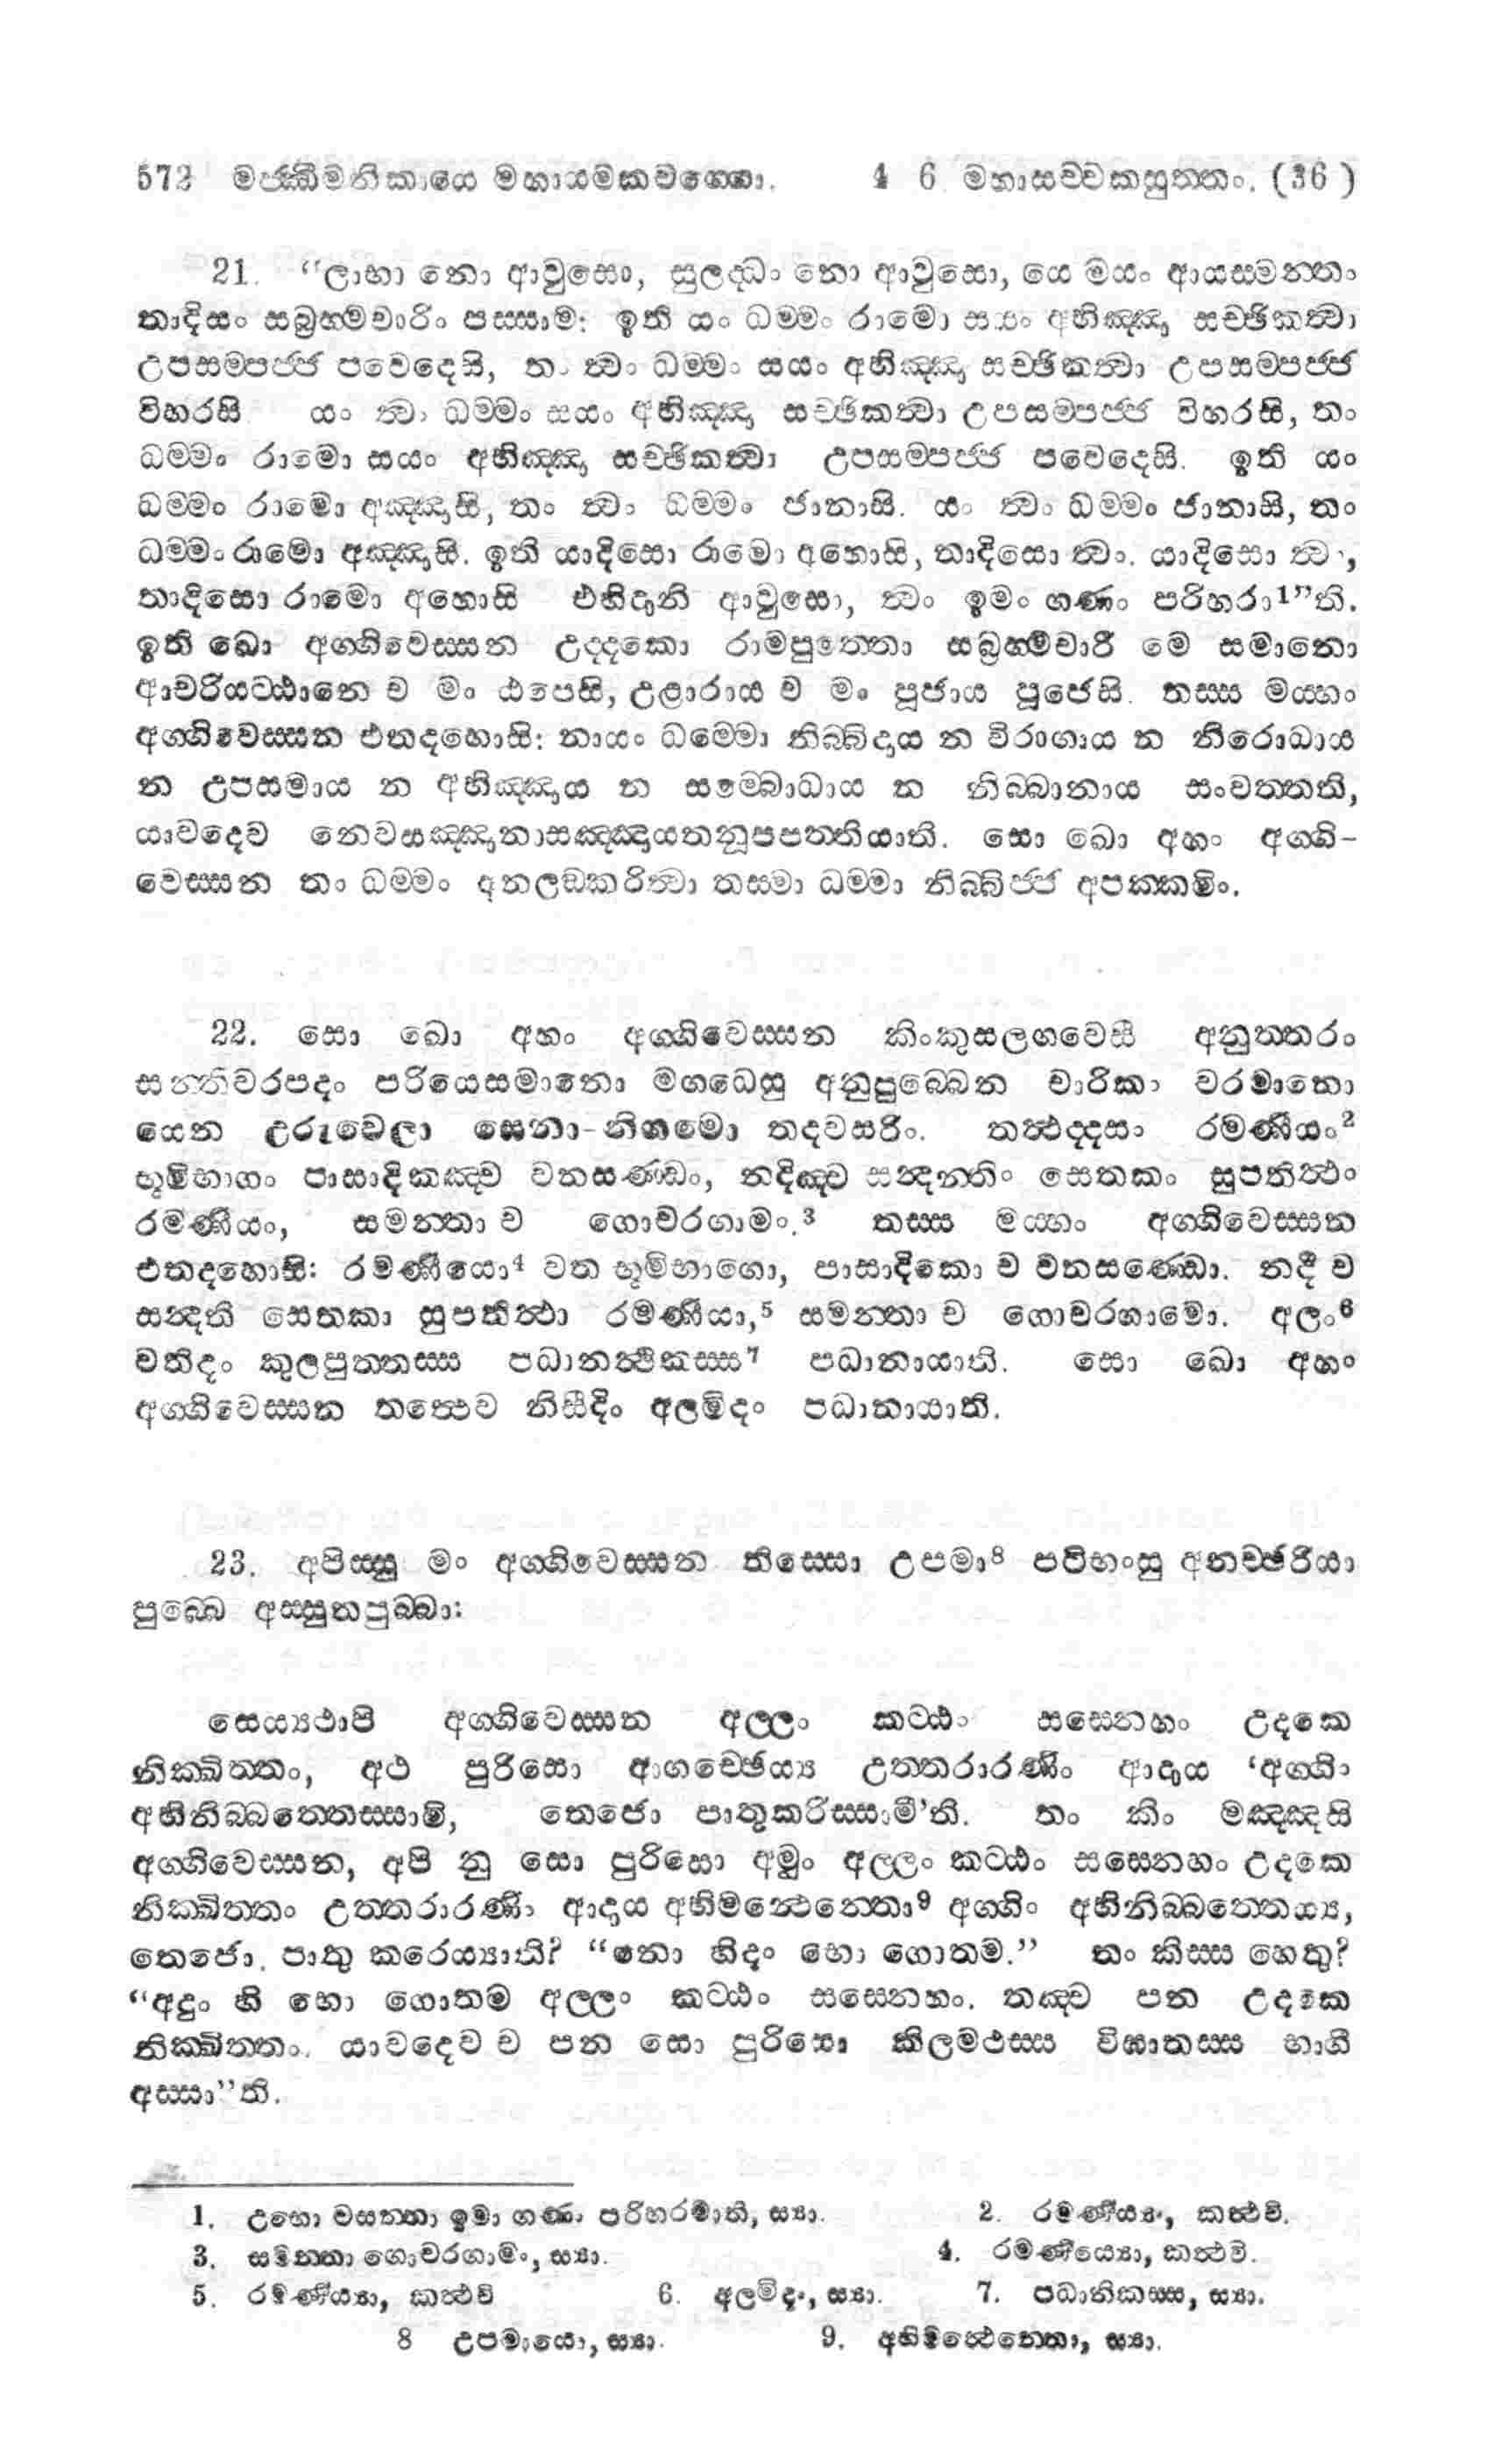 572 මජ්ඣිමනිකායෙ මහායමකවග්ගො. 4 6 මහාසච්චකසුත්තං. (36)
21. “ලාභා නො ආවුසො, සුලද්ධං නො ආවුසො, යෙ මයං ආයස්මන්තං
තාදිසං සබ්‍රහ්මචාරිං පස්සාම: ඉති යං ධම්මං රාමො සයං අභිඤ්ඤා සච්ඡිකත්‍වා
උපසම්පජ්ජ පවෙදෙසි, තං ත්‍වං ධම්මං සයං අභිඤ්ඤා සච්ඡිකත්‍වා උපසම්පජ්ජ
විහරසි යං ත්‍වං ධම්මං සයං අභිඤ්ඤා සච්ඡිකත්‍වා උපසම්පජ්ජ විහරසි, තං
ධම්මං රාමො සයං අභිඤ්ඤා සච්ඡිකත්‍වා උපසම්පජ්ජ පවෙදෙසි. ඉති යං
ධම්මං රාමො අඤ්ඤාසි, තං ත්‍වං ධම්මං ජානාසි. යං ත්‍වං ධම්මං ජානාසි, තං
ධම්මං රාමො අඤ්ඤාසි. ඉති යාදිසො රාමො අහොසි, තාදිසො ත්‍වං. යාදිසො ත්‍වං,
තාදිසො රාමො අහොසි එහිදානි ආවුසො, ත්‍වං ඉමං ගණං පරිහරා1”ති.
ඉති ඛො අග්ගිවෙස්සන උද්දකො රාමපුත්තො සබ්‍රහ්මචාරී මෙ සමානො
ආචරියට්ඨානෙ ච මං ඨපෙසි, උළාරාය ච මං පූජාය පූජෙසි. තස්ස මය්හං
අග්ගිවෙස්සන එතදහොසි: නායං ධම්මො නිබ්බිදාය න විරාගාය න නිරොධාය
න උපසමාය න අභිඤ්ඤාය න සම්බොධාය න නිබ්බානාය සංවත්තති,
යාවදෙව නෙවසඤ්ඤානාසඤ්ඤායතනූපපත්තියාති. සො ඛො අහං අග්ගි-
වෙස්සන තං ධම්මං අනලඞ්කරිත්‍වා තස්මා ධම්මා නිබ්බිජ්ජ අපක්කමිං.
22. සො ඛො අහං අග්ගිවෙස්සන කිංකුසලගවෙසී අනුත්තරං
සන්තිවරපදං පරියෙසමානො මගධෙසු අනුපුබ්බෙන චාරිකං චරමානො
යෙන උරුවෙලා සෙනා-නිගමො තදවසරිං. තත්‍ථද්දසං රමණීයං2
භූමිභාගං පාසාදිකඤ්ච වනසණ්ඩං, නදිඤ්ච සන්‍දන්තිං සෙතකං සුපතිත්‍ථං
රමණීයං, සමන්තා ච ගොචරගාමං.3 තස්ස මය්හං අග්ගිවෙස්සන
එතදහොසි: රමණීයො4 වත භූමිභාගො, පාසාදිකො ච වනසණ්ඩො. නදී ච
සන්‍දති සෙතකා සුපතිත්‍ථා රමණීයා,5 සමන්තා ච ගොචරගාමො. අලං6
වතිදං කුලපුත්තස්ස පධානත්‍ථිකස්ස7 පධානායාති. සො ඛො අහං
අග්ගිවෙස්සන තත්‍ථෙව නිසීදිං අලමිදං පධානායාති.
23. අපිස්සු මං අග්ගිවෙස්සන තිස්සො උපමා8 පටිභංසු අනච්ඡරියා
පුබ්බෙ අස්සුතපුබ්බා:
සෙය්‍යථාපි අග්ගිවෙස්සන අල්ලං කට්ඨං සසෙනහං උදකෙ
නික්ඛිත්තං, අථ පුරිසො ආගච්ඡෙය්‍ය උත්තරාරණිං ආදාය ‘අග්ගිං
අභිනිබ්බත්තෙස්සාමි, තෙජො පාතුකරිස්සාමී’ති. තං කිං මඤ්ඤසි
අග්ගිවෙස්සන, අපි නු සො පුරිසො අමුං අල්ලං කට්ඨං සසෙනහං උදකෙ
නික්ඛිත්තං උත්තරාරණිං ආදාය අභිමන්‍ථෙන්තො9 අග්ගිං අභිනිබ්බත්තෙය්‍ය,
තෙජො, පාතු කරෙය්‍යාති? “නො හිදං භො ගොතම.” තං කිස්ස හෙතු?
“අදුං හි භො ගොතම අල්ලං කට්ඨං සසෙනහං. තඤ්ච පන උදකෙ
නික්ඛිත්තං. යාවදෙව ච පන සො පුරිසො කිලමථස්ස විඝාතස්ස භාගී
අස්සා”ති.
1. උභො වසන්තා ඉමං ගණං පරිහරාමාති, ස්‍යා. 2. රමණීය්‍යං, කත්‍ථචි.
3. සමන්තා ගොචරගාමං, ස්‍යා. 4. රමණීය්‍යො, කත්‍ථචි.
5. රමණීය්‍යා, කත්‍ථචි 6. අලමිදං, ස්‍යා. 7. පධානිකස්ස, ස්‍යා.
8 උපමායො, ස්‍යා. 9. අභිමත්‍ථෙන්තො, ස්‍යා.